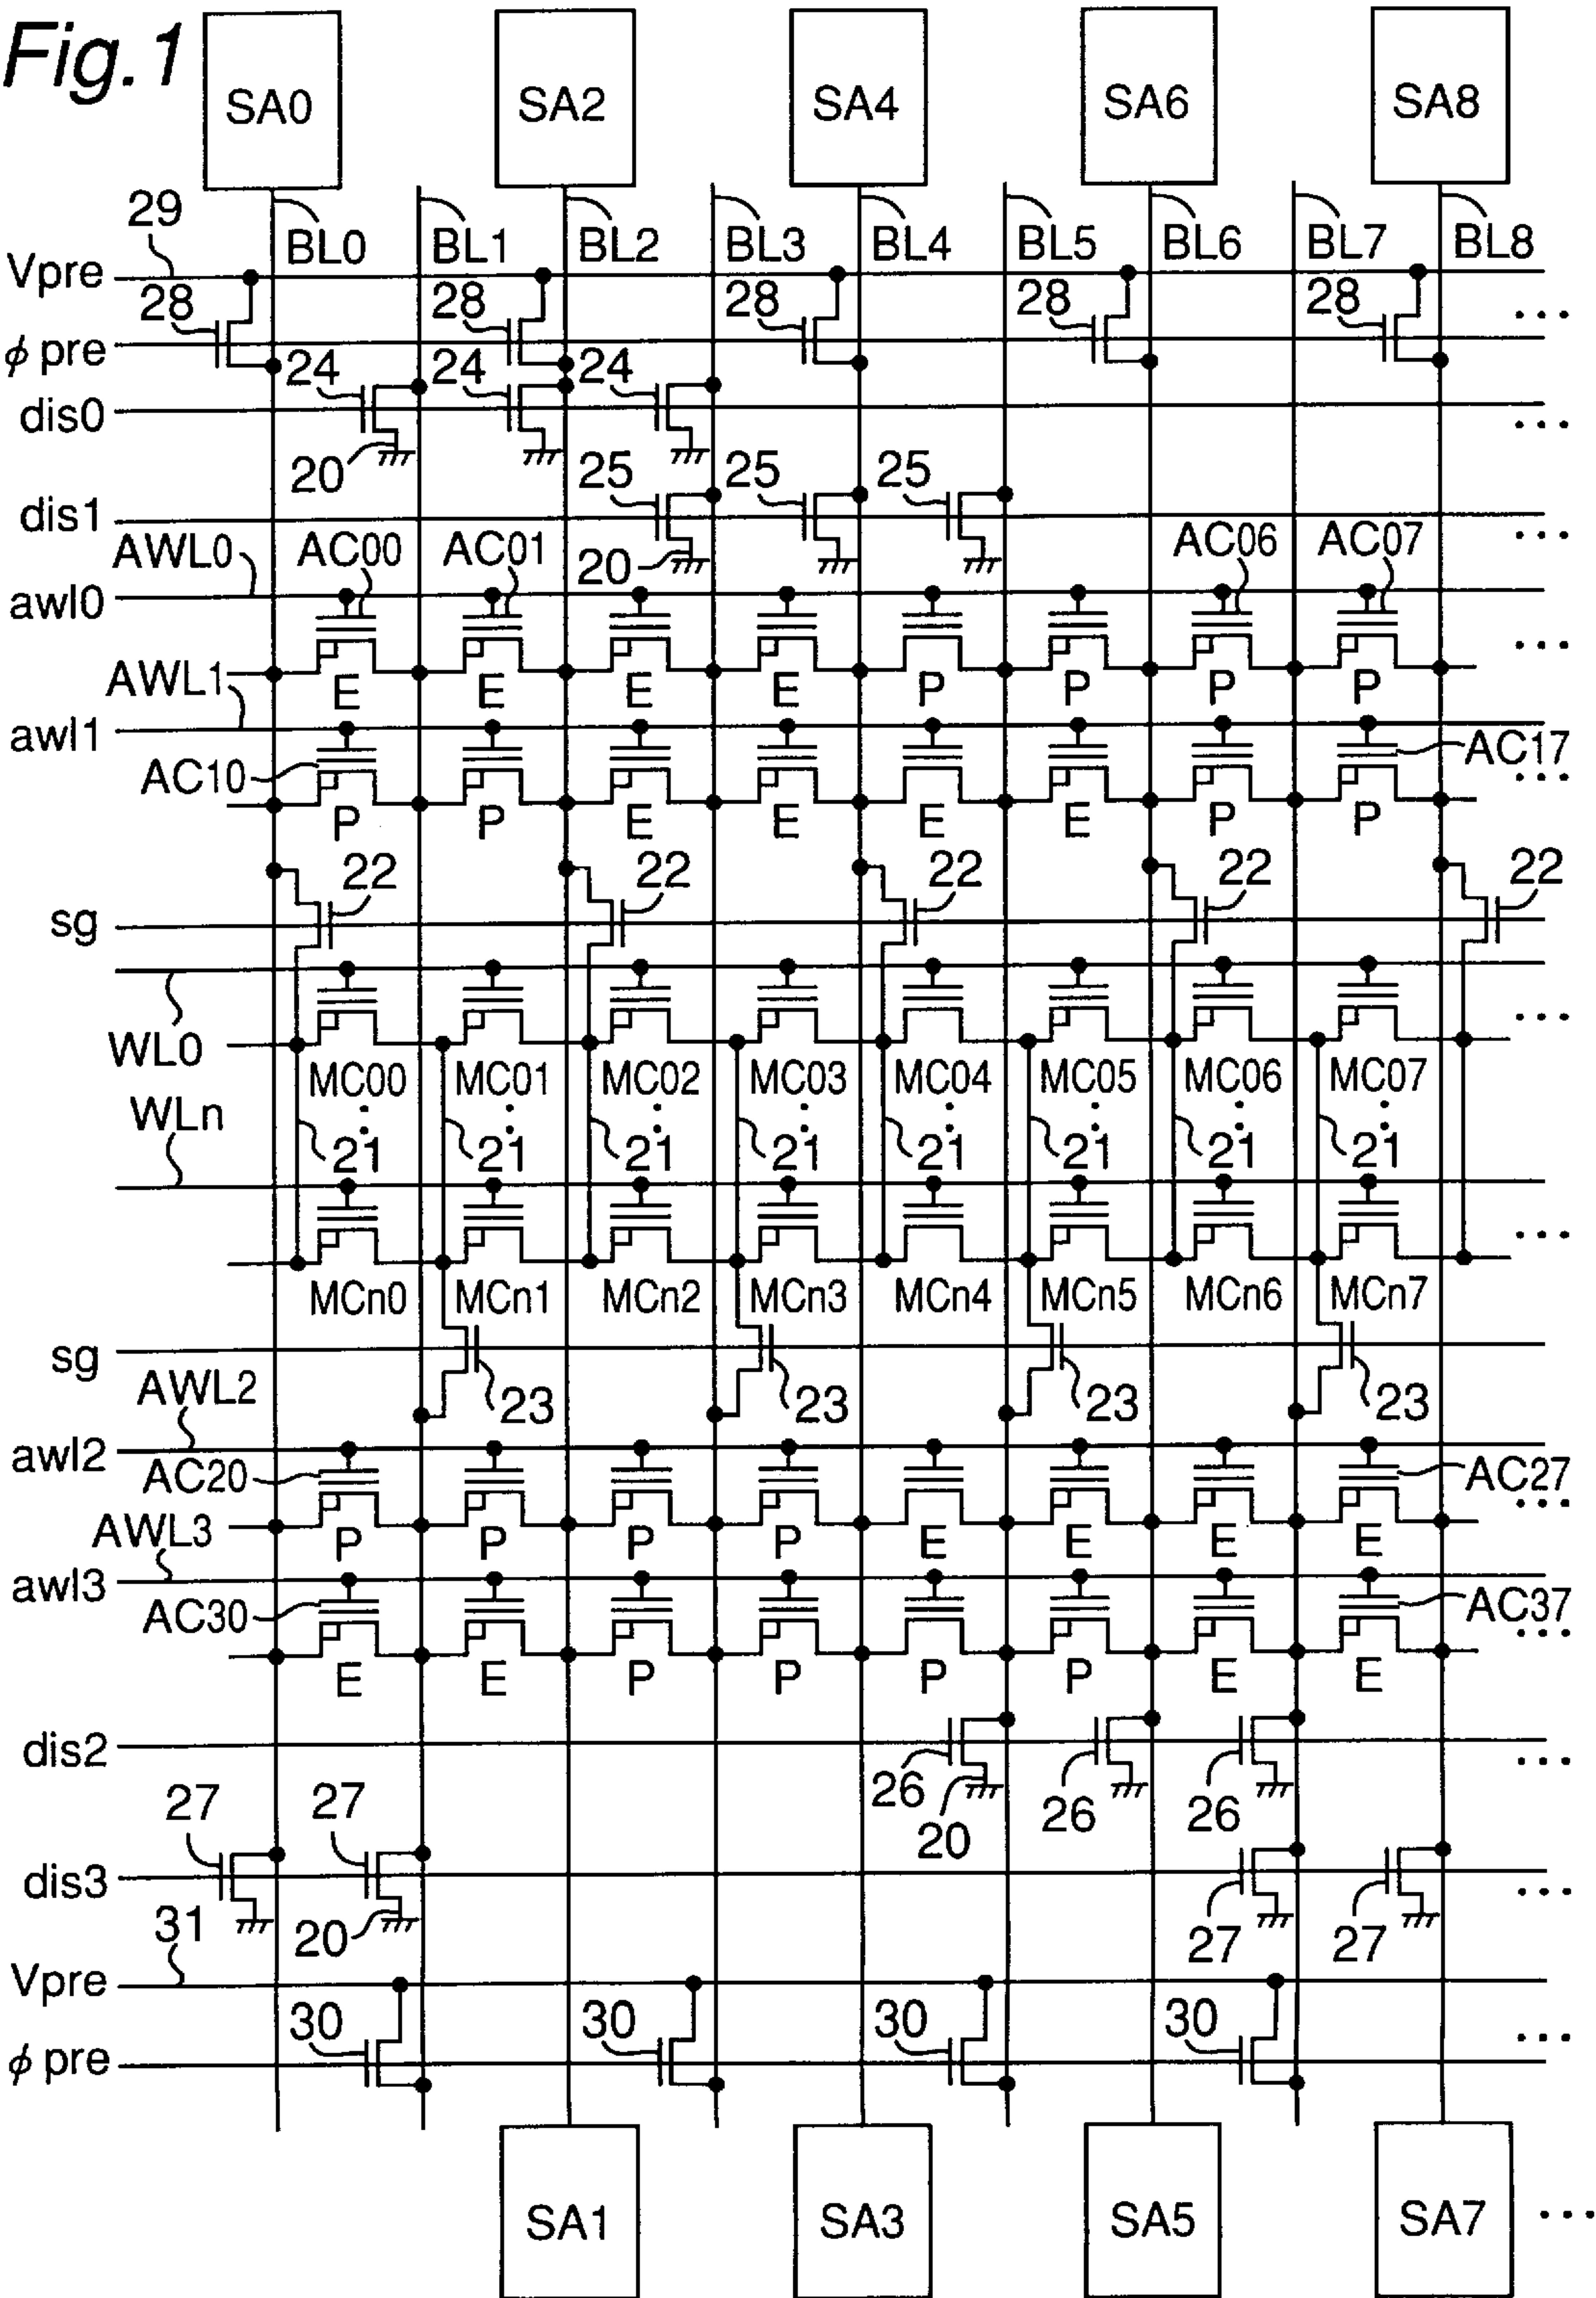 Fig.1
SA0 SA2 SA4 SA6 SA8
29 BL0 BL1 BL2 BL3 BL4 BL5 BL6 BL7 BL8
Vpre
28 28 28 28 28 ...
φ pre
24 24 24
dis0 ...
20
25 25 25
dis1 ...
AWL0 AC00 AC01 20 AC06 AC07
awl0
...
AWL1 E E E E P P P P
awl1
AC10 AC17
...
P P E E E E P P
22 22 22 22 22
sg
WL0 ...
MC00 MC01 MC02 MC03 MC04 MC05 MC06 MC07
WLn : : : : : : : :
21 21 21 21 21 21 21 21
...
MCn0 MCn1 MCn2 MCn3 MCn4 MCn5 MCn6 MCn7
sg
AWL2 23 23 23 23
awl2
AC20 AC27
...
AWL3 P P P P E E E E
awl3
AC30 AC37
...
E E P P P P E E
dis2 ...
26 20 26 26
27 27
dis3 ...
31 20 27 27
Vpre
30 30 30 30 ...
φ pre
SA1 SA3 SA5 SA7 ...